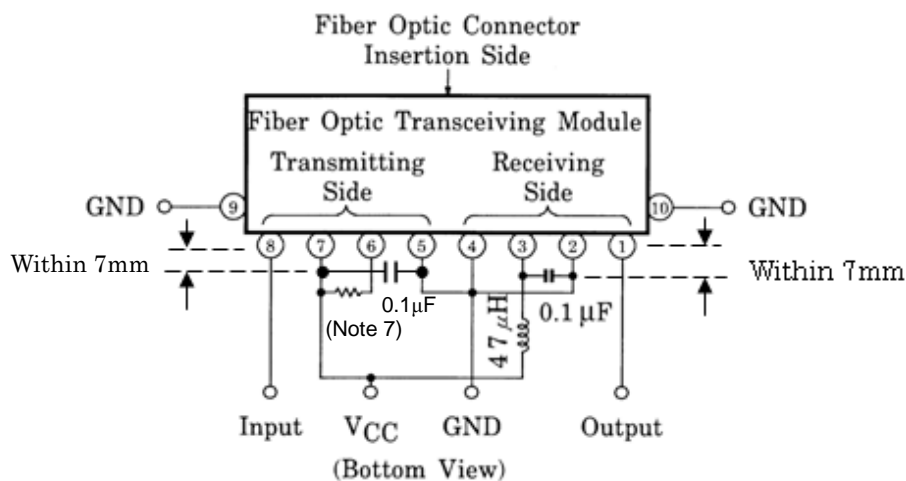 Fiber Optic Connector
Insertion Side
Fiber Optic Transceiving Module
Transmitting
Side
Receiving
Side
GND
9
10
GND
8
7
6
5
4
3
2
1
Within 7mm
Within 7mm
0.1μF
(Note 7)
47μH
0.1μF
Input
VCC
GND
Output
(Bottom View)